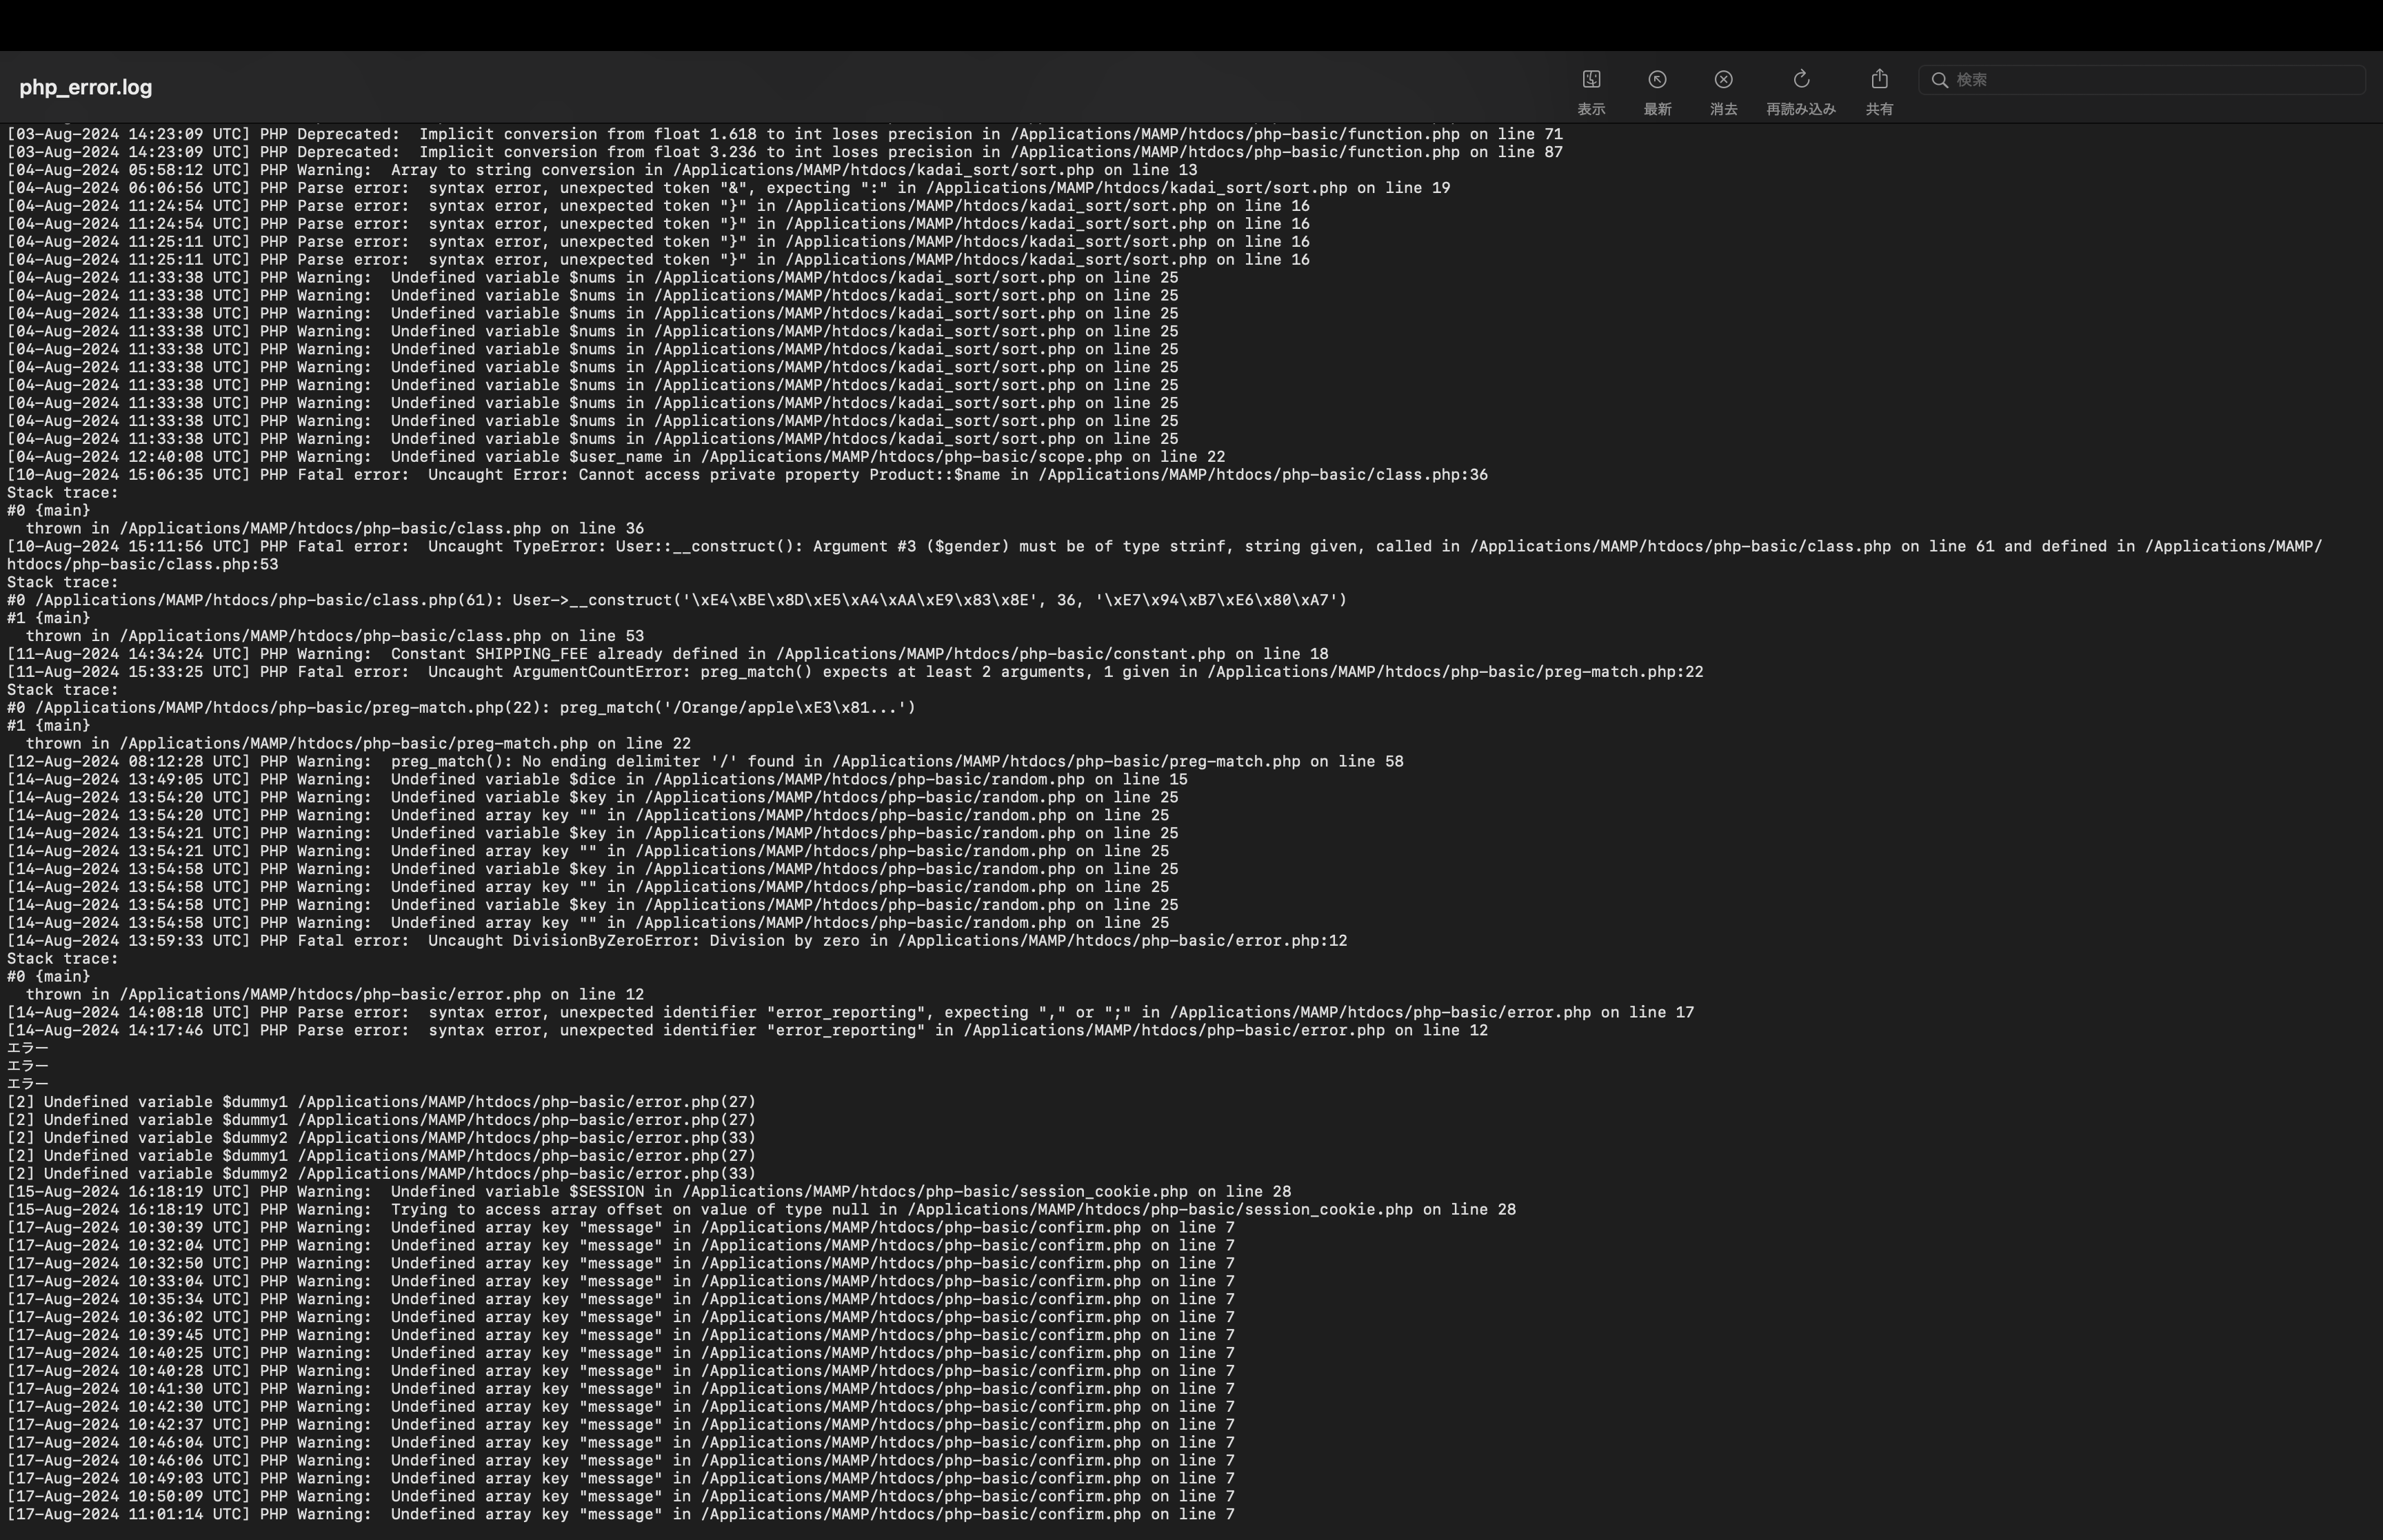 php_error.log
表示
最新
消去
再読み込み
共有
検索
[03-Aug-2024 14:23:09 UTC] PHP Deprecated:  Implicit conversion from float 1.618 to int loses precision in /Applications/MAMP/htdocs/php-basic/function.php on line 71
[03-Aug-2024 14:23:09 UTC] PHP Deprecated:  Implicit conversion from float 3.236 to int loses precision in /Applications/MAMP/htdocs/php-basic/function.php on line 87
[04-Aug-2024 05:58:12 UTC] PHP Warning:  Array to string conversion in /Applications/MAMP/htdocs/kadai_sort/sort.php on line 13
[04-Aug-2024 06:06:56 UTC] PHP Parse error:  syntax error, unexpected token "&", expecting ":" in /Applications/MAMP/htdocs/kadai_sort/sort.php on line 19
[04-Aug-2024 11:24:54 UTC] PHP Parse error:  syntax error, unexpected token "}" in /Applications/MAMP/htdocs/kadai_sort/sort.php on line 16
[04-Aug-2024 11:24:54 UTC] PHP Parse error:  syntax error, unexpected token "}" in /Applications/MAMP/htdocs/kadai_sort/sort.php on line 16
[04-Aug-2024 11:25:11 UTC] PHP Parse error:  syntax error, unexpected token "}" in /Applications/MAMP/htdocs/kadai_sort/sort.php on line 16
[04-Aug-2024 11:25:11 UTC] PHP Parse error:  syntax error, unexpected token "}" in /Applications/MAMP/htdocs/kadai_sort/sort.php on line 16
[04-Aug-2024 11:33:38 UTC] PHP Warning:  Undefined variable $nums in /Applications/MAMP/htdocs/kadai_sort/sort.php on line 25
[04-Aug-2024 11:33:38 UTC] PHP Warning:  Undefined variable $nums in /Applications/MAMP/htdocs/kadai_sort/sort.php on line 25
[04-Aug-2024 11:33:38 UTC] PHP Warning:  Undefined variable $nums in /Applications/MAMP/htdocs/kadai_sort/sort.php on line 25
[04-Aug-2024 11:33:38 UTC] PHP Warning:  Undefined variable $nums in /Applications/MAMP/htdocs/kadai_sort/sort.php on line 25
[04-Aug-2024 11:33:38 UTC] PHP Warning:  Undefined variable $nums in /Applications/MAMP/htdocs/kadai_sort/sort.php on line 25
[04-Aug-2024 11:33:38 UTC] PHP Warning:  Undefined variable $nums in /Applications/MAMP/htdocs/kadai_sort/sort.php on line 25
[04-Aug-2024 11:33:38 UTC] PHP Warning:  Undefined variable $nums in /Applications/MAMP/htdocs/kadai_sort/sort.php on line 25
[04-Aug-2024 11:33:38 UTC] PHP Warning:  Undefined variable $nums in /Applications/MAMP/htdocs/kadai_sort/sort.php on line 25
[04-Aug-2024 11:33:38 UTC] PHP Warning:  Undefined variable $nums in /Applications/MAMP/htdocs/kadai_sort/sort.php on line 25
[04-Aug-2024 11:33:38 UTC] PHP Warning:  Undefined variable $nums in /Applications/MAMP/htdocs/kadai_sort/sort.php on line 25
[04-Aug-2024 12:40:08 UTC] PHP Warning:  Undefined variable $user_name in /Applications/MAMP/htdocs/php-basic/scope.php on line 22
[10-Aug-2024 15:06:35 UTC] PHP Fatal error:  Uncaught Error: Cannot access private property Product::$name in /Applications/MAMP/htdocs/php-basic/class.php:36
Stack trace:
#0 {main}
  thrown in /Applications/MAMP/htdocs/php-basic/class.php on line 36
[10-Aug-2024 15:11:56 UTC] PHP Fatal error:  Uncaught TypeError: User::__construct(): Argument #3 ($gender) must be of type strinf, string given, called in /Applications/MAMP/htdocs/php-basic/class.php on line 61 and defined in /Applications/MAMP/
htdocs/php-basic/class.php:53
Stack trace:
#0 /Applications/MAMP/htdocs/php-basic/class.php(61): User->__construct('\xE4\xBE\x8D\xE5\xA4\xAA\xE9\x83\x8E', 36, '\xE7\x94\xB7\xE6\x80\xA7')
#1 {main}
  thrown in /Applications/MAMP/htdocs/php-basic/class.php on line 53
[11-Aug-2024 14:34:24 UTC] PHP Warning:  Constant SHIPPING_FEE already defined in /Applications/MAMP/htdocs/php-basic/constant.php on line 18
[11-Aug-2024 15:33:25 UTC] PHP Fatal error:  Uncaught ArgumentCountError: preg_match() expects at least 2 arguments, 1 given in /Applications/MAMP/htdocs/php-basic/preg-match.php:22
Stack trace:
#0 /Applications/MAMP/htdocs/php-basic/preg-match.php(22): preg_match('/Orange/apple\xE3\x81...')
#1 {main}
  thrown in /Applications/MAMP/htdocs/php-basic/preg-match.php on line 22
[12-Aug-2024 08:12:28 UTC] PHP Warning:  preg_match(): No ending delimiter '/' found in /Applications/MAMP/htdocs/php-basic/preg-match.php on line 58
[14-Aug-2024 13:49:05 UTC] PHP Warning:  Undefined variable $dice in /Applications/MAMP/htdocs/php-basic/random.php on line 15
[14-Aug-2024 13:54:20 UTC] PHP Warning:  Undefined variable $key in /Applications/MAMP/htdocs/php-basic/random.php on line 25
[14-Aug-2024 13:54:20 UTC] PHP Warning:  Undefined array key "" in /Applications/MAMP/htdocs/php-basic/random.php on line 25
[14-Aug-2024 13:54:21 UTC] PHP Warning:  Undefined variable $key in /Applications/MAMP/htdocs/php-basic/random.php on line 25
[14-Aug-2024 13:54:21 UTC] PHP Warning:  Undefined array key "" in /Applications/MAMP/htdocs/php-basic/random.php on line 25
[14-Aug-2024 13:54:58 UTC] PHP Warning:  Undefined variable $key in /Applications/MAMP/htdocs/php-basic/random.php on line 25
[14-Aug-2024 13:54:58 UTC] PHP Warning:  Undefined array key "" in /Applications/MAMP/htdocs/php-basic/random.php on line 25
[14-Aug-2024 13:54:58 UTC] PHP Warning:  Undefined variable $key in /Applications/MAMP/htdocs/php-basic/random.php on line 25
[14-Aug-2024 13:54:58 UTC] PHP Warning:  Undefined array key "" in /Applications/MAMP/htdocs/php-basic/random.php on line 25
[14-Aug-2024 13:59:33 UTC] PHP Fatal error:  Uncaught DivisionByZeroError: Division by zero in /Applications/MAMP/htdocs/php-basic/error.php:12
Stack trace:
#0 {main}
  thrown in /Applications/MAMP/htdocs/php-basic/error.php on line 12
[14-Aug-2024 14:08:18 UTC] PHP Parse error:  syntax error, unexpected identifier "error_reporting", expecting "," or ";" in /Applications/MAMP/htdocs/php-basic/error.php on line 17
[14-Aug-2024 14:17:46 UTC] PHP Parse error:  syntax error, unexpected identifier "error_reporting" in /Applications/MAMP/htdocs/php-basic/error.php on line 12
エラー
エラー
エラー
[2] Undefined variable $dummy1 /Applications/MAMP/htdocs/php-basic/error.php(27)
[2] Undefined variable $dummy1 /Applications/MAMP/htdocs/php-basic/error.php(27)
[2] Undefined variable $dummy2 /Applications/MAMP/htdocs/php-basic/error.php(33)
[2] Undefined variable $dummy1 /Applications/MAMP/htdocs/php-basic/error.php(27)
[2] Undefined variable $dummy2 /Applications/MAMP/htdocs/php-basic/error.php(33)
[15-Aug-2024 16:18:19 UTC] PHP Warning:  Undefined variable $SESSION in /Applications/MAMP/htdocs/php-basic/session_cookie.php on line 28
[15-Aug-2024 16:18:19 UTC] PHP Warning:  Trying to access array offset on value of type null in /Applications/MAMP/htdocs/php-basic/session_cookie.php on line 28
[17-Aug-2024 10:30:39 UTC] PHP Warning:  Undefined array key "message" in /Applications/MAMP/htdocs/php-basic/confirm.php on line 7
[17-Aug-2024 10:32:04 UTC] PHP Warning:  Undefined array key "message" in /Applications/MAMP/htdocs/php-basic/confirm.php on line 7
[17-Aug-2024 10:32:50 UTC] PHP Warning:  Undefined array key "message" in /Applications/MAMP/htdocs/php-basic/confirm.php on line 7
[17-Aug-2024 10:33:04 UTC] PHP Warning:  Undefined array key "message" in /Applications/MAMP/htdocs/php-basic/confirm.php on line 7
[17-Aug-2024 10:35:34 UTC] PHP Warning:  Undefined array key "message" in /Applications/MAMP/htdocs/php-basic/confirm.php on line 7
[17-Aug-2024 10:36:02 UTC] PHP Warning:  Undefined array key "message" in /Applications/MAMP/htdocs/php-basic/confirm.php on line 7
[17-Aug-2024 10:39:45 UTC] PHP Warning:  Undefined array key "message" in /Applications/MAMP/htdocs/php-basic/confirm.php on line 7
[17-Aug-2024 10:40:25 UTC] PHP Warning:  Undefined array key "message" in /Applications/MAMP/htdocs/php-basic/confirm.php on line 7
[17-Aug-2024 10:40:28 UTC] PHP Warning:  Undefined array key "message" in /Applications/MAMP/htdocs/php-basic/confirm.php on line 7
[17-Aug-2024 10:41:30 UTC] PHP Warning:  Undefined array key "message" in /Applications/MAMP/htdocs/php-basic/confirm.php on line 7
[17-Aug-2024 10:42:30 UTC] PHP Warning:  Undefined array key "message" in /Applications/MAMP/htdocs/php-basic/confirm.php on line 7
[17-Aug-2024 10:42:37 UTC] PHP Warning:  Undefined array key "message" in /Applications/MAMP/htdocs/php-basic/confirm.php on line 7
[17-Aug-2024 10:46:04 UTC] PHP Warning:  Undefined array key "message" in /Applications/MAMP/htdocs/php-basic/confirm.php on line 7
[17-Aug-2024 10:46:06 UTC] PHP Warning:  Undefined array key "message" in /Applications/MAMP/htdocs/php-basic/confirm.php on line 7
[17-Aug-2024 10:49:03 UTC] PHP Warning:  Undefined array key "message" in /Applications/MAMP/htdocs/php-basic/confirm.php on line 7
[17-Aug-2024 10:50:09 UTC] PHP Warning:  Undefined array key "message" in /Applications/MAMP/htdocs/php-basic/confirm.php on line 7
[17-Aug-2024 11:01:14 UTC] PHP Warning:  Undefined array key "message" in /Applications/MAMP/htdocs/php-basic/confirm.php on line 7